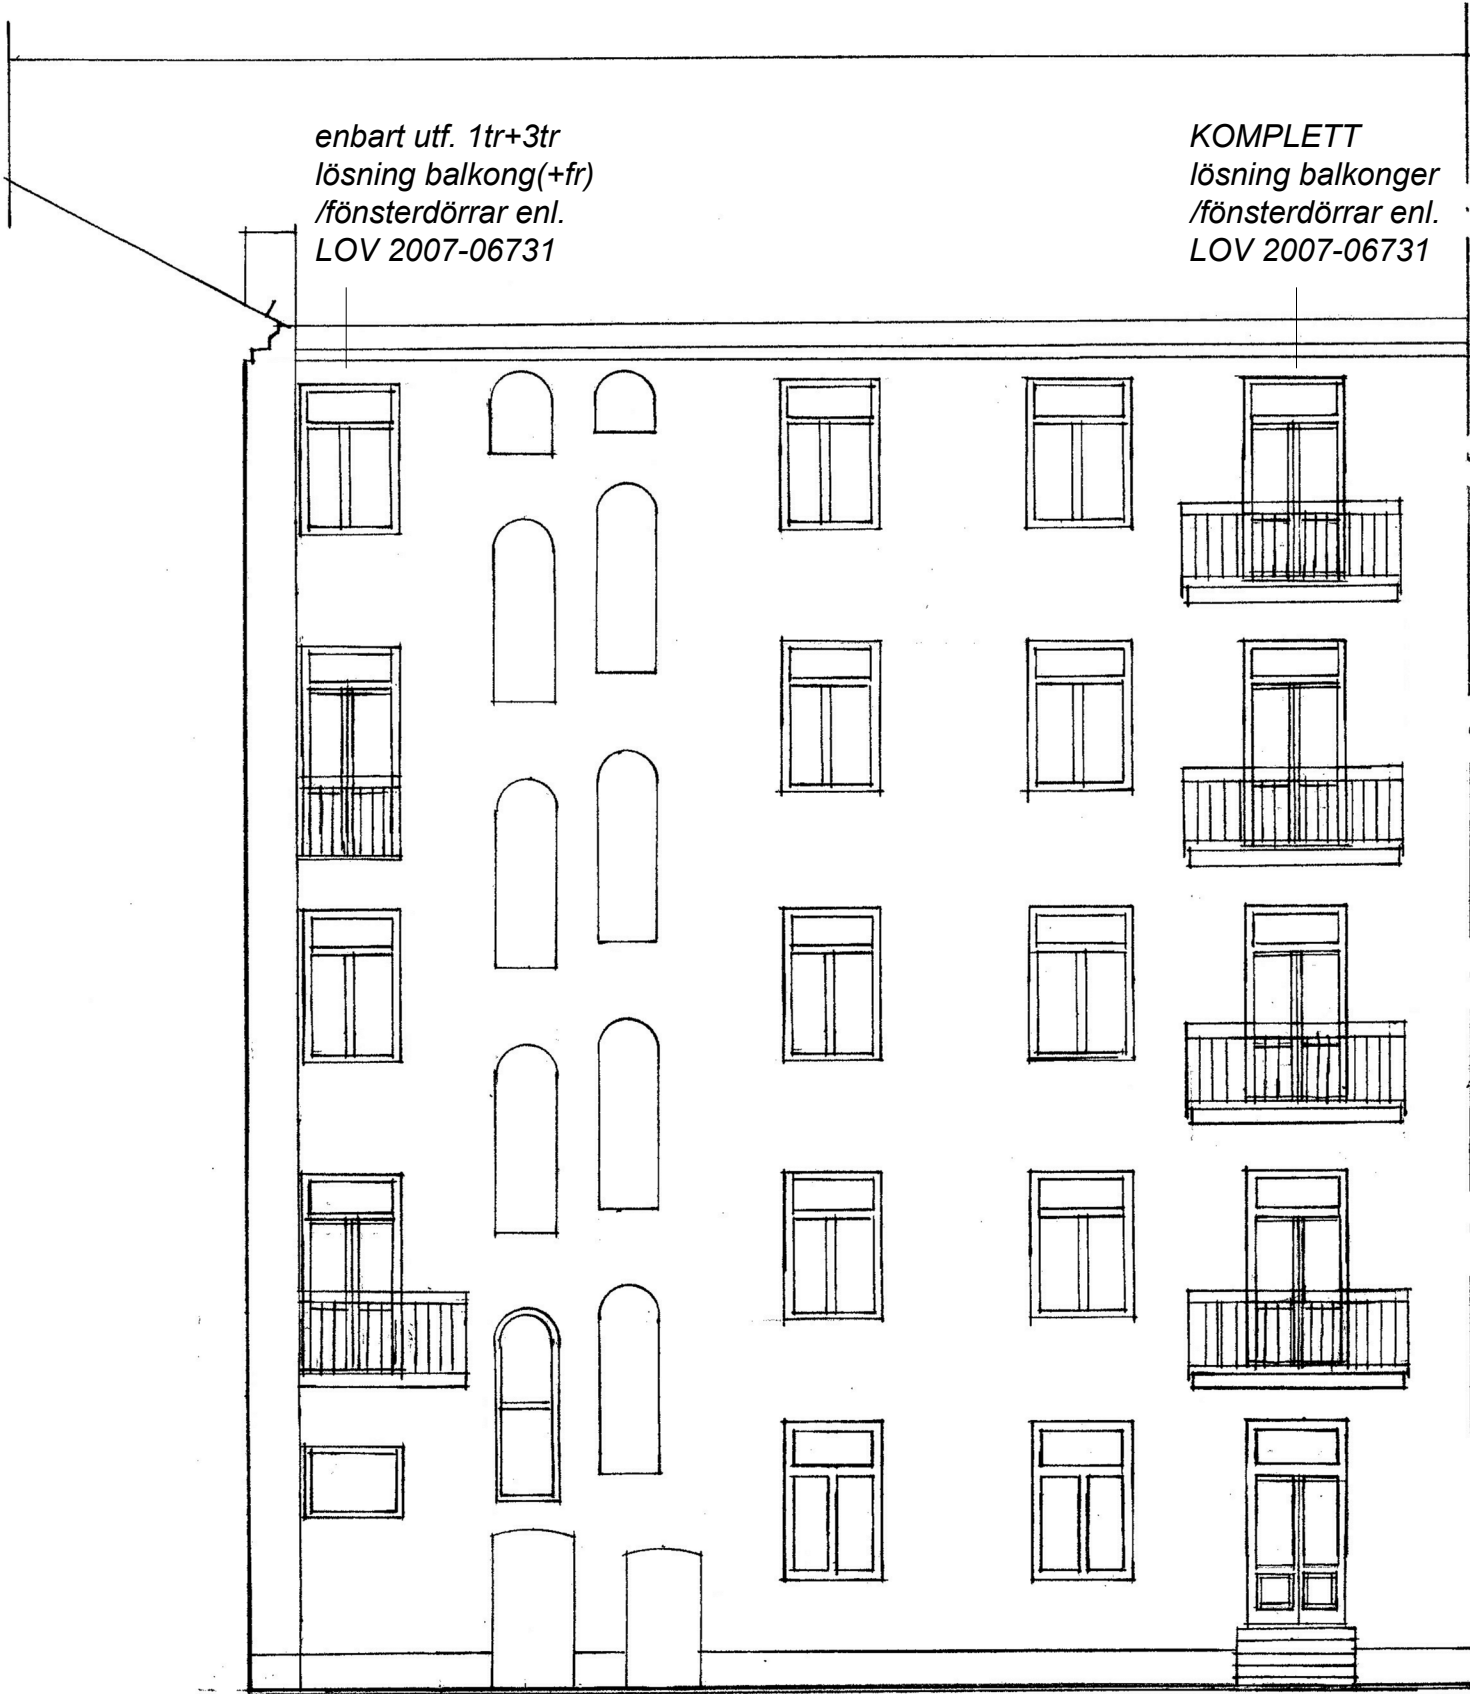 enbart utf. 1tr+3tr
lösning balkong(+fr)
/fönsterdörrar enl.
LOV 2007-06731
KOMPLETT
lösning balkonger
/fönsterdörrar enl.
LOV 2007-06731